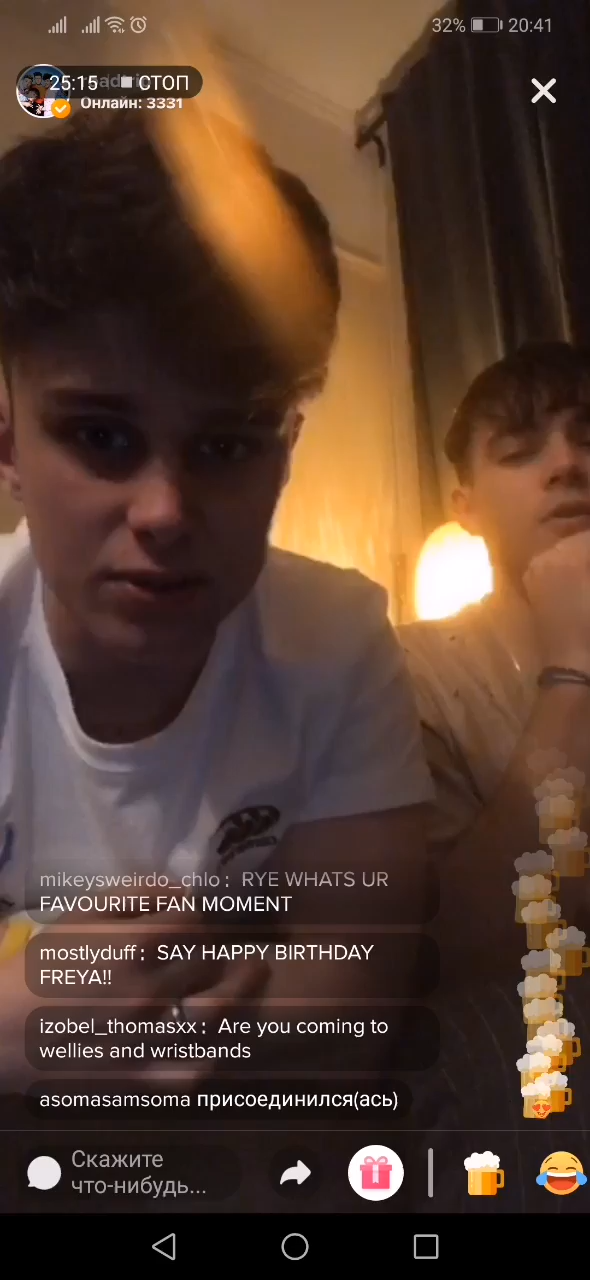 32% 20:41
25:15 СТОП
Онлайн: 3331
mikeysweirdo_chlo : RYE WHATS UR
FAVOURITE FAN MOMENT
mostlyduff : SAY HAPPY BIRTHDAY
FREYA!!
izobel_thomasxx : Are you coming to
wellies and wristbands
asomasamsoma присоединился(ась)
Скажите
что-нибудь...